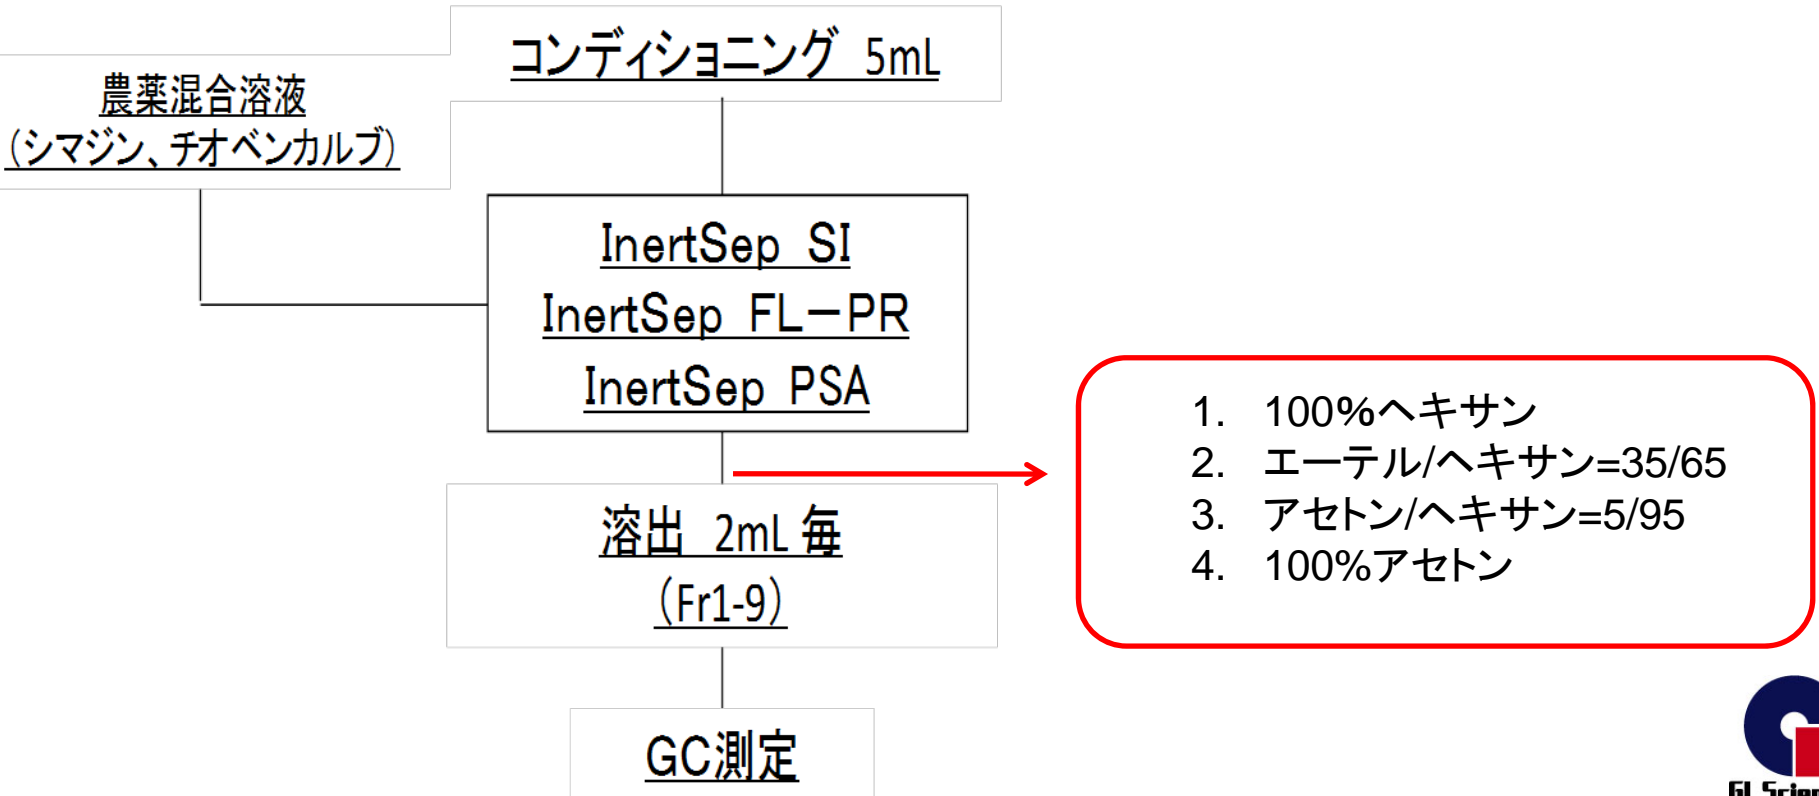 コンディショニング 5mL
農薬混合溶液
(シマジン、チオベンカルブ)
InertSep SI
InertSep FL－PR
InertSep PSA
溶出 2mL 毎
(Fr1-9)
GC測定
1. 100%ヘキサン
2. エーテル/ヘキサン=35/65
3. アセトン/ヘキサン=5/95
4. 100%アセトン